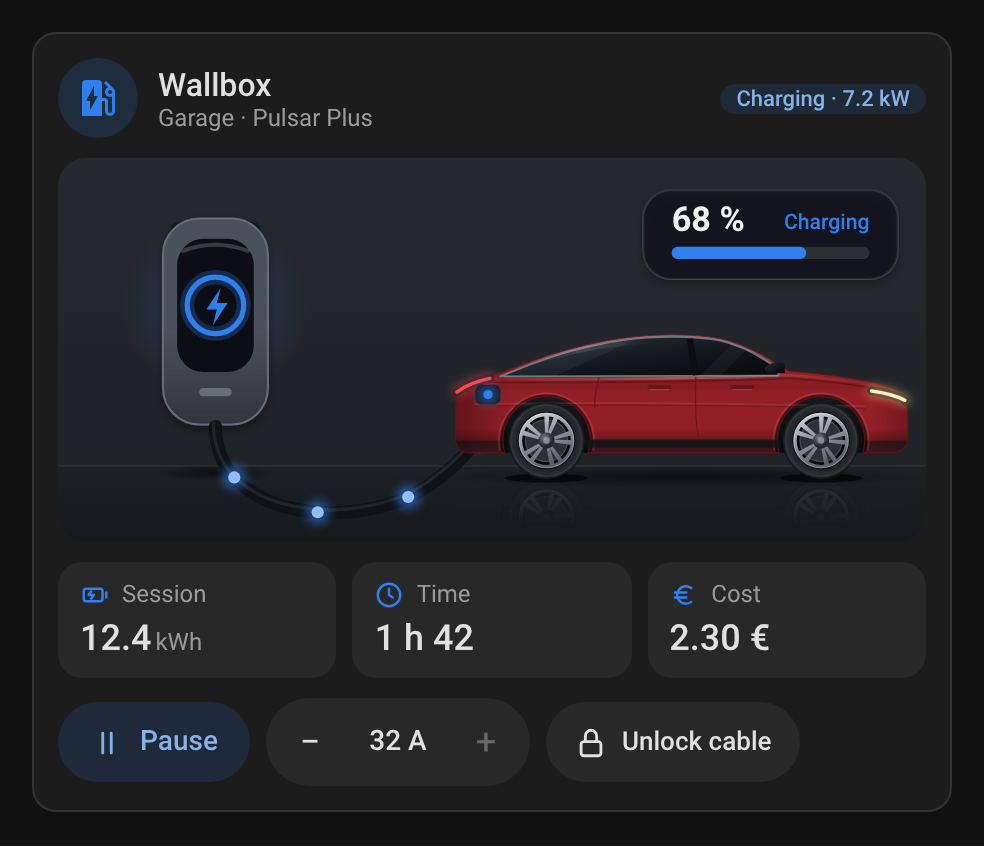 Wallbox
Garage · Pulsar Plus
Charging · 7.2 kW
68 %
Charging
Session
12.4 kWh
Time
1 h 42
Cost
2.30 €
Pause
− 32 A +
Unlock cable